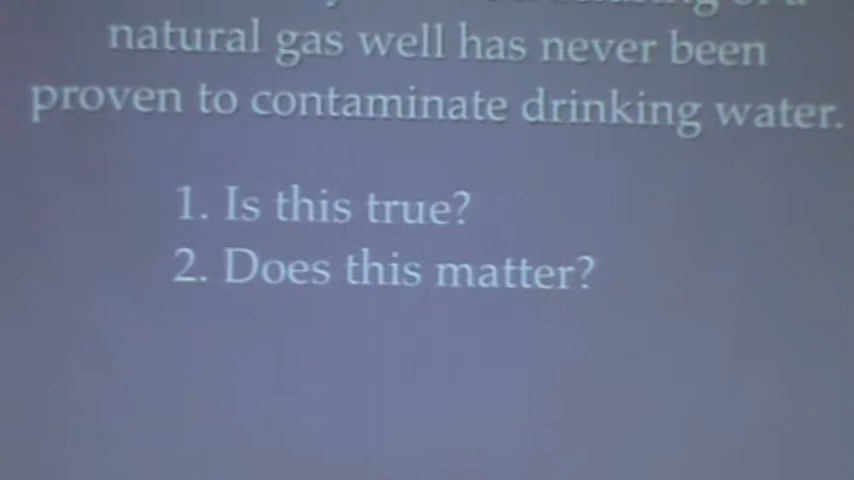 natural gas well has never been
proven to contaminate drinking water.
1. Is this true?
2. Does this matter?